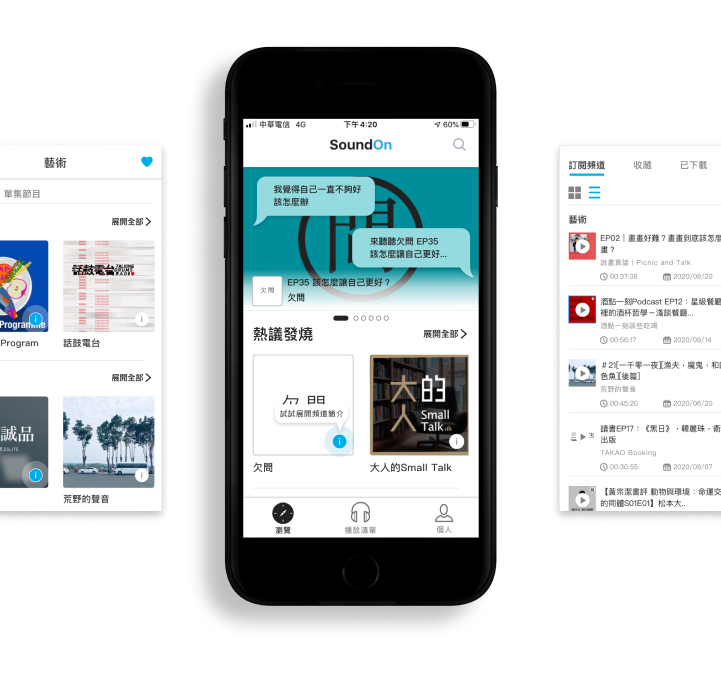 藝術
單集節目
展開全部
Programme
Program
話鼓電台
話鼓電台
展開全部
誠品
荒野的聲音
中華電信 4G
下午4:20
60%
SoundOn
我覺得自己一直不夠好
該怎麼辦
來聽聽欠問 EP35
該怎麼讓自己更好...
欠問
EP35 該怎麼讓自己更好？
欠問
熱議發燒
展開全部
欠問
試試展開頻道簡介
大人的
Small
Talk
欠問
大人的Small Talk
瀏覽
播放清單
個人
訂閱頻道
收藏
已下載
藝術
EP02｜畫畫好難？畫畫到底該怎麼
畫？
說畫算話｜Picnic and Talk
00:37:38
2020/09/20
酒點一刻Podcast EP12：星級餐廳
裡的酒杯哲學－淺談餐廳...
酒點一刻談些吃喝
00:56:17
2020/09/14
＃21[一千零一夜][漁夫，魔鬼，和四
色魚][後篇]
荒野的聲音
00:45:20
2020/06/20
讀書EP17：《黑日》，韓麗珠，衛
出版
TAKAO Booking
00:30:55
2020/09/07
【黃宗潔書評 動物與環境：命運交
的同體S01E01】松本大..